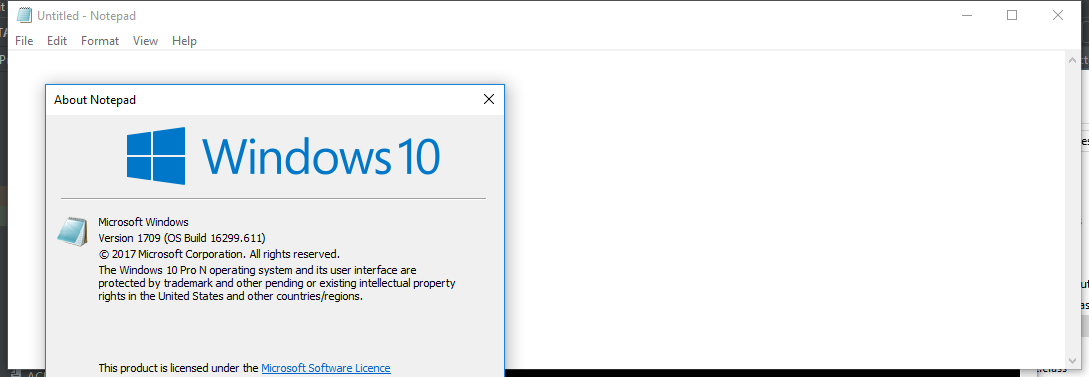 Untitled - Notepad
File Edit Format View Help
About Notepad
Windows 10
Microsoft Windows
Version 1709 (OS Build 16299.611)
© 2017 Microsoft Corporation. All rights reserved.
The Windows 10 Pro N operating system and its user interface are
protected by trademark and other pending or existing intellectual property
rights in the United States and other countries/regions.
This product is licensed under the Microsoft Software Licence